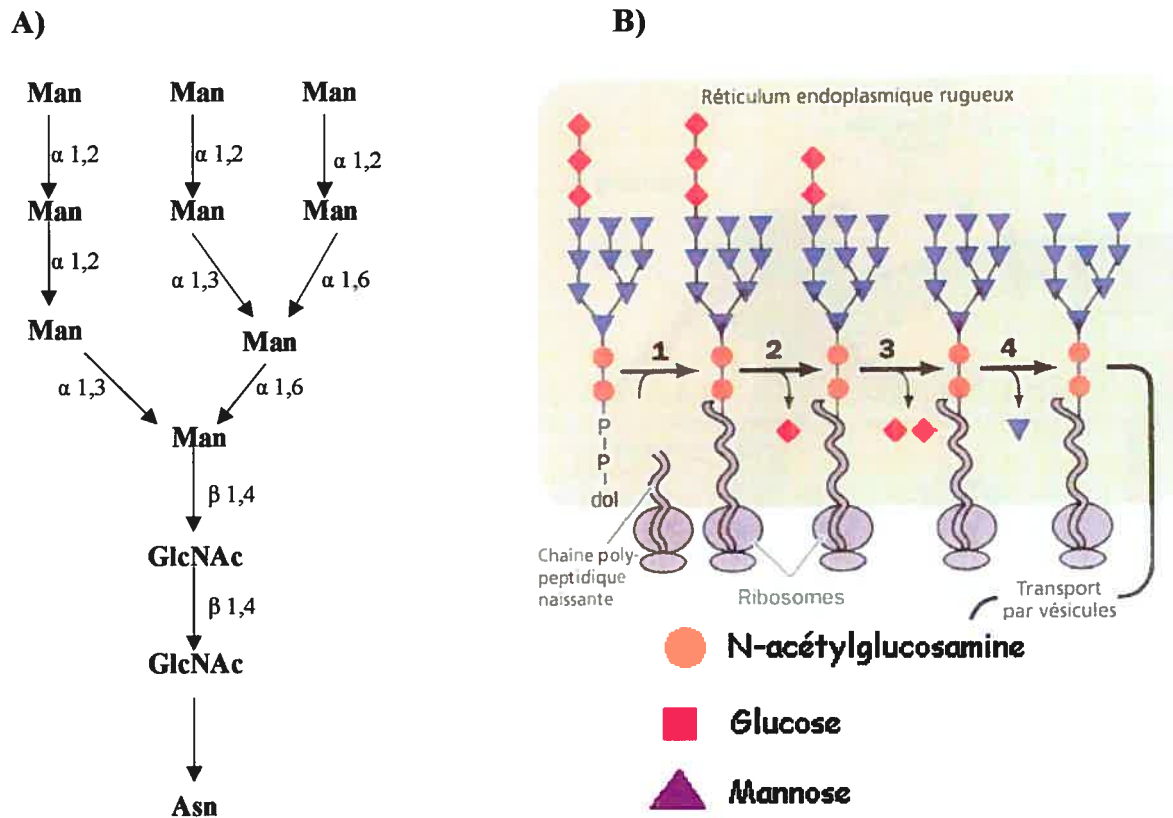 A)
Man Man Man
α 1,2 α 1,2 α 1,2
Man Man Man
α 1,2 α 1,3 α 1,6
Man Man
α 1,3 α 1,6
Man
β 1,4
GlcNAc
β 1,4
GlcNAc
Asn
B)
Réticulum endoplasmique rugueux
1 2 3 4
P
P
dol
Chaîne poly-
peptidique
naissante
Ribosomes
Transport
par vésicules
N-acétylglucosamine
Glucose
Mannose